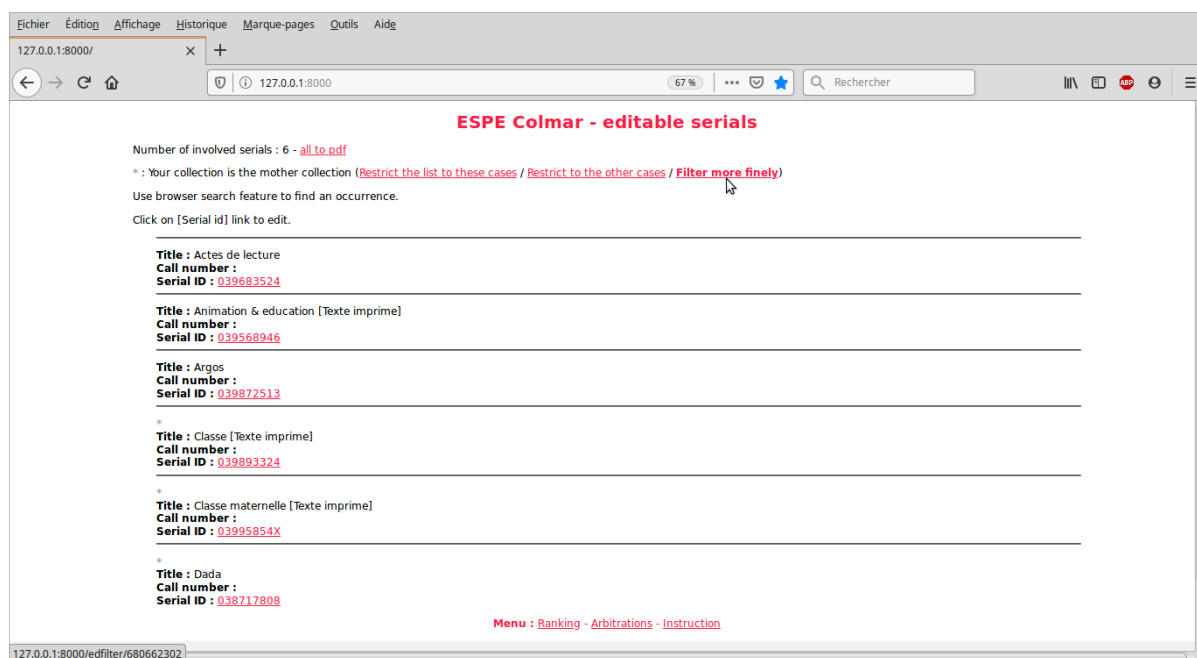 Fichier Édition Affichage Historique Marque-pages Outils Aide
127.0.0.1:8000/ × +
127.0.0.1:8000 67 % Rechercher ABP
ESPE Colmar - editable serials
Number of involved serials : 6 - all to pdf
* : Your collection is the mother collection (Restrict the list to these cases / Restrict to the other cases / Filter more finely)
Use browser search feature to find an occurrence.
Click on [Serial id] link to edit.
Title : Actes de lecture
Call number :
Serial ID : 039683524
Title : Animation & education [Texte imprime]
Call number :
Serial ID : 039568946
Title : Argos
Call number :
Serial ID : 039872513
*
Title : Classe [Texte imprime]
Call number :
Serial ID : 039893324
*
Title : Classe maternelle [Texte imprime]
Call number :
Serial ID : 03995854X
*
Title : Dada
Call number :
Serial ID : 038717808
Menu : Ranking - Arbitrations - Instruction
127.0.0.1:8000/edfilter/680662302